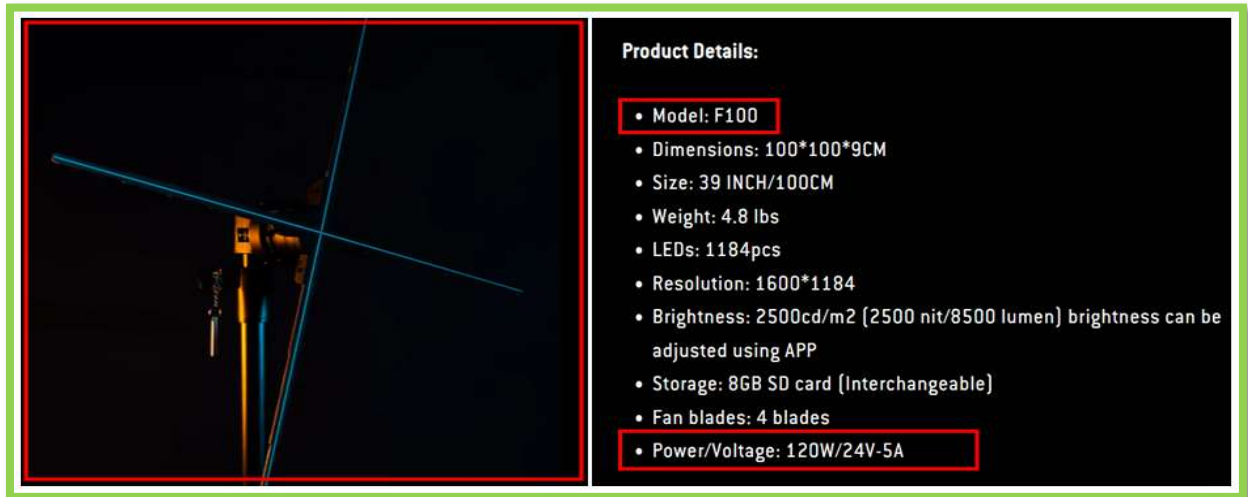 Product Details:
• Model: F100
• Dimensions: 100*100*9CM
• Size: 39 INCH/100CM
• Weight: 4.8 lbs
• LEDs: 1184pcs
• Resolution: 1600*1184
• Brightness: 2500cd/m2 (2500 nit/8500 lumen) brightness can be
adjusted using APP
• Storage: 8GB SD card (Interchangeable)
• Fan blades: 4 blades
• Power/Voltage: 120W/24V-5A